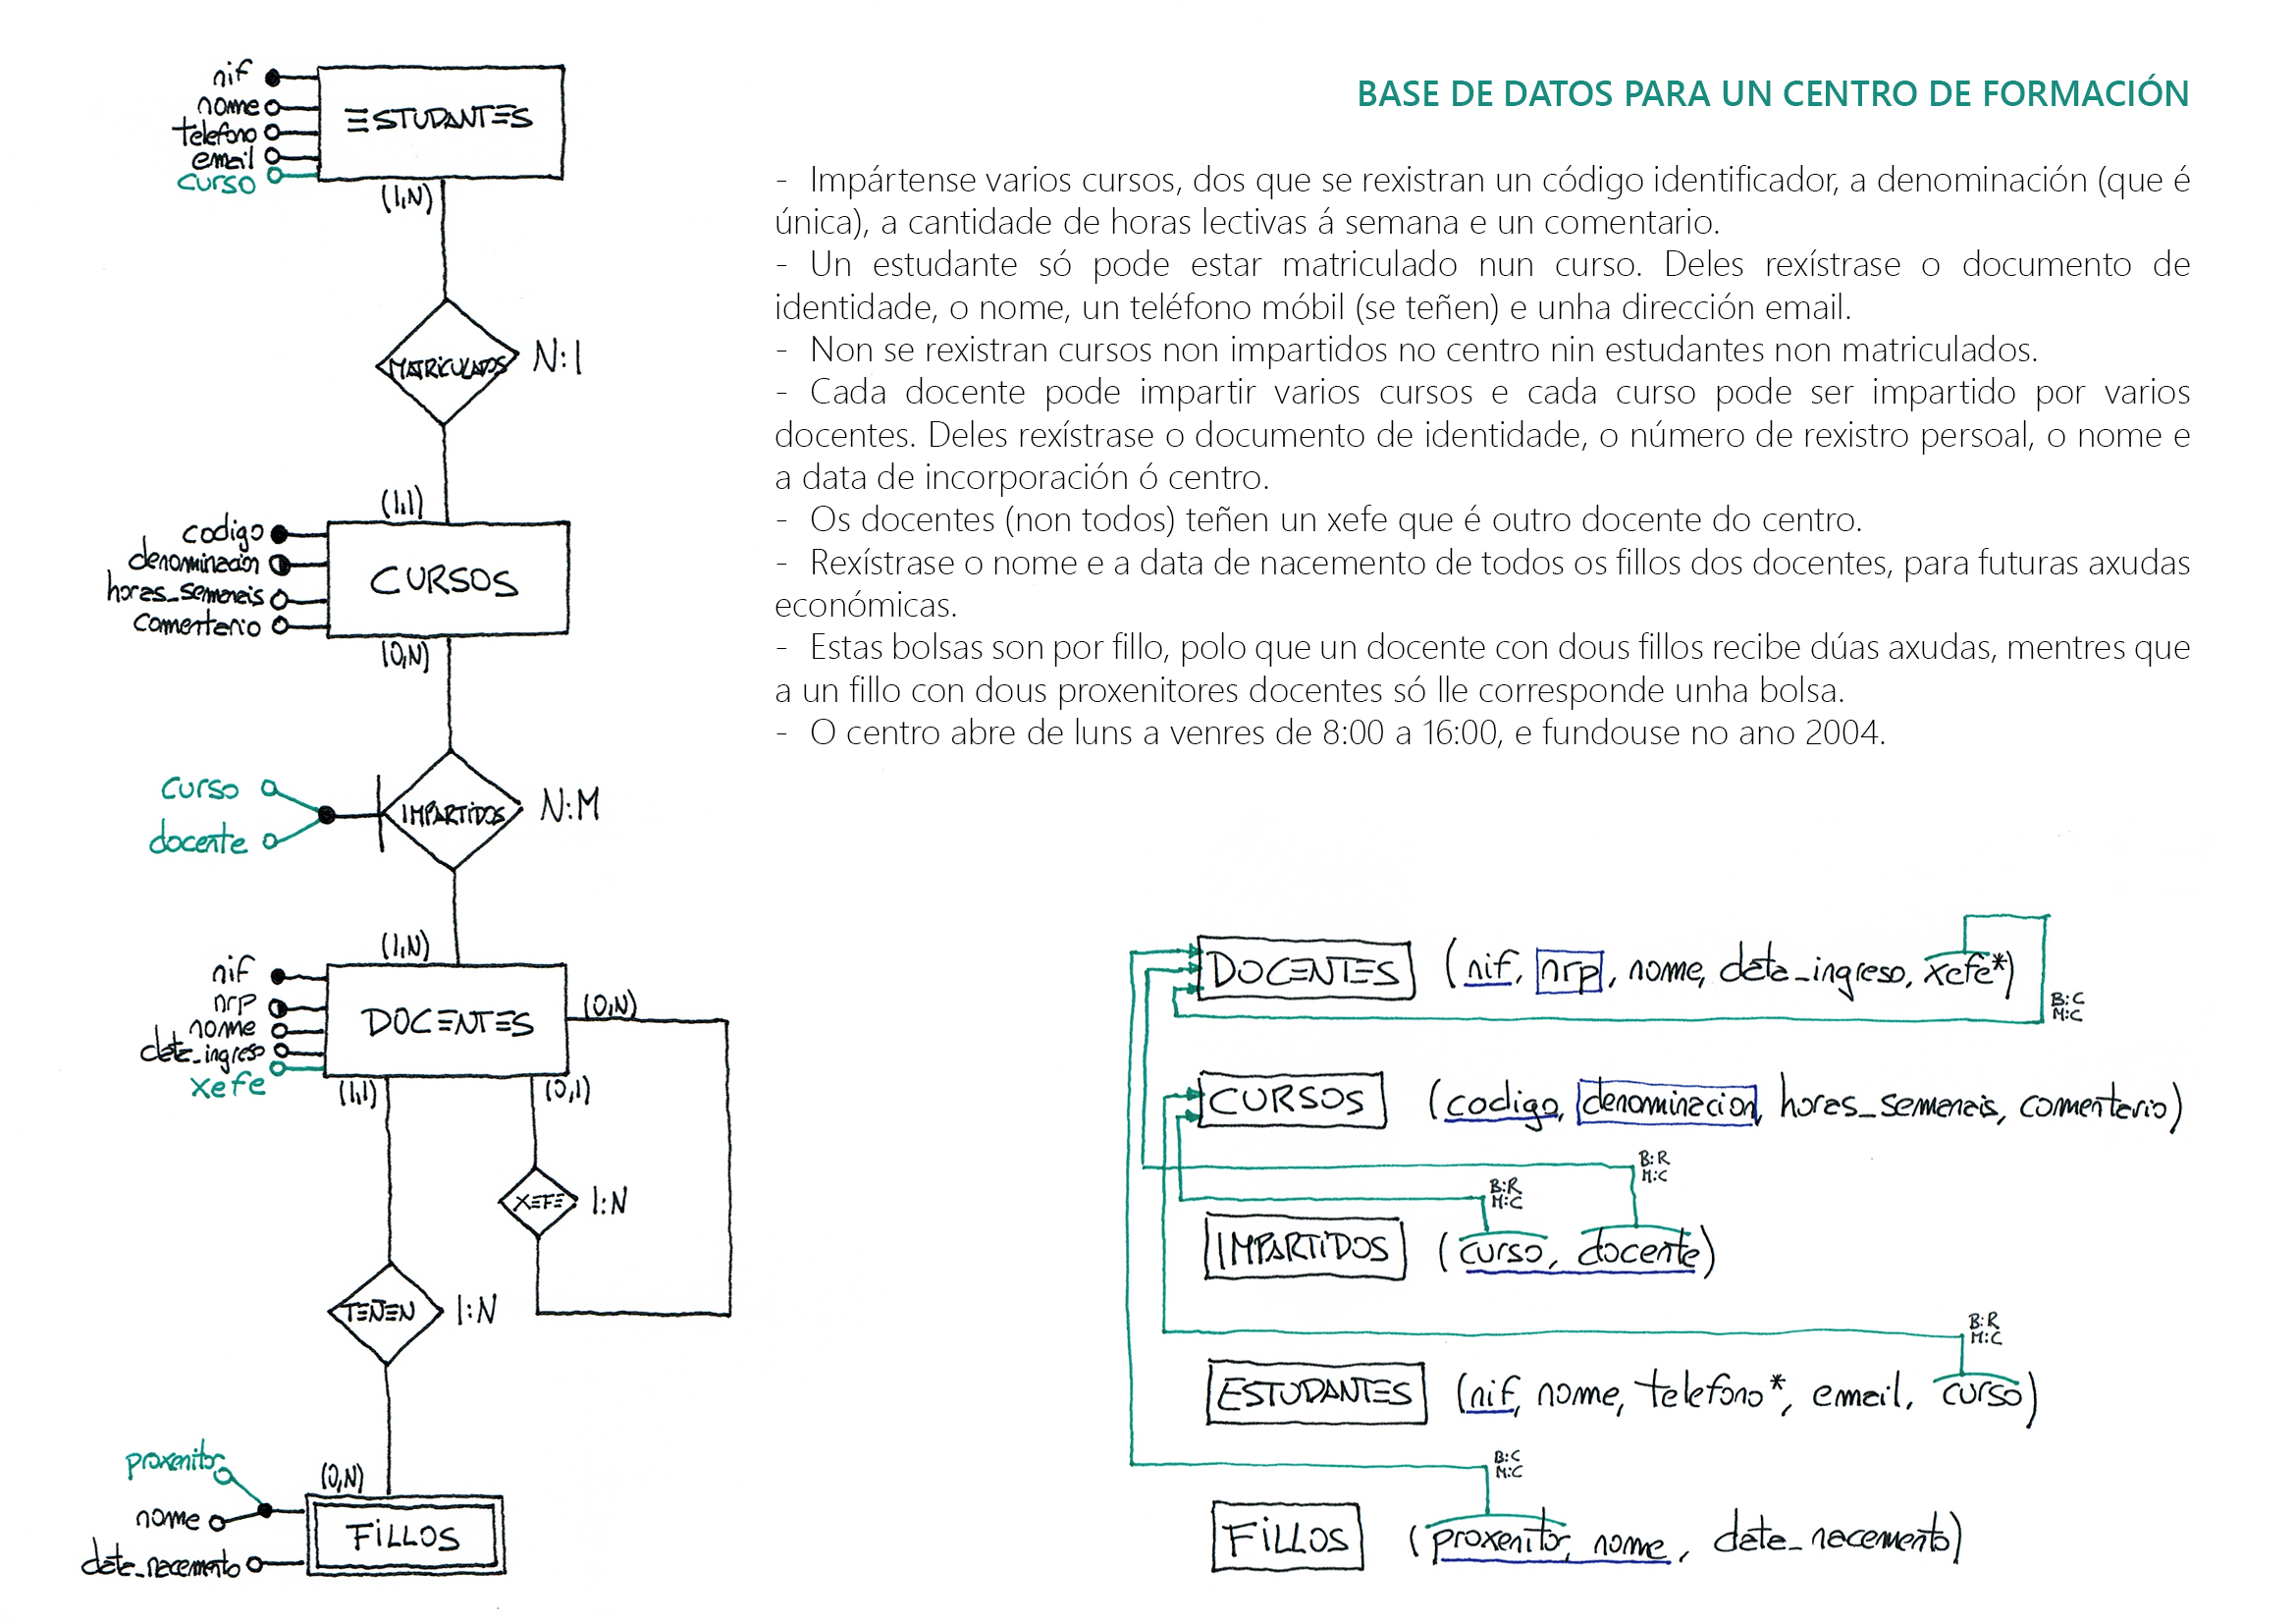 BASE DE DATOS PARA UN CENTRO DE FORMACIÓN
- Impártense varios cursos, dos que se rexistran un código identificador, a denominación (que é
única), a cantidade de horas lectivas á semana e un comentario.
- Un estudante só pode estar matriculado nun curso. Deles rexístrase o documento de
identidade, o nome, un teléfono móbil (se teñen) e unha dirección email.
- Non se rexistran cursos non impartidos no centro nin estudantes non matriculados.
- Cada docente pode impartir varios cursos e cada curso pode ser impartido por varios
docentes. Deles rexístrase o documento de identidade, o número de rexistro persoal, o nome e
a data de incorporación ó centro.
- Os docentes (non todos) teñen un xefe que é outro docente do centro.
- Rexístrase o nome e a data de nacemento de todos os fillos dos docentes, para futuras axudas
económicas.
- Estas bolsas son por fillo, polo que un docente con dous fillos recibe dúas axudas, mentres que
a un fillo con dous proxenitores docentes só lle corresponde unha bolsa.
- O centro abre de luns a venres de 8:00 a 16:00, e fundouse no ano 2004.
nif
nome
telefono
email
curso
ESTUDANTES
(1,N)
MATRICULADOS N:1
(1,1)
codigo
denominación
horas_semanais
comentario
CURSOS
(0,N)
curso
docente
IMPARTIDOS N:M
(1,N)
nif
nrp
nome
data_ingreso
xefe
DOCENTES
(0,N)
(1,1)
(0,1)
XEFE 1:N
TEÑEN 1:N
(0,N)
proxenitor
nome
data_nacemento
FILLOS
DOCENTES (nif, nrp, nome, data_ingreso, xefe*)
B:C
M:C
CURSOS (codigo, denominacion, horas_semanais, comentario)
B:R
M:C
B:R
M:C
IMPARTIDOS (curso, docente)
B:R
M:C
ESTUDANTES (nif, nome, telefono*, email, curso)
B:C
M:C
FILLOS (proxenitor, nome, data_nacemento)